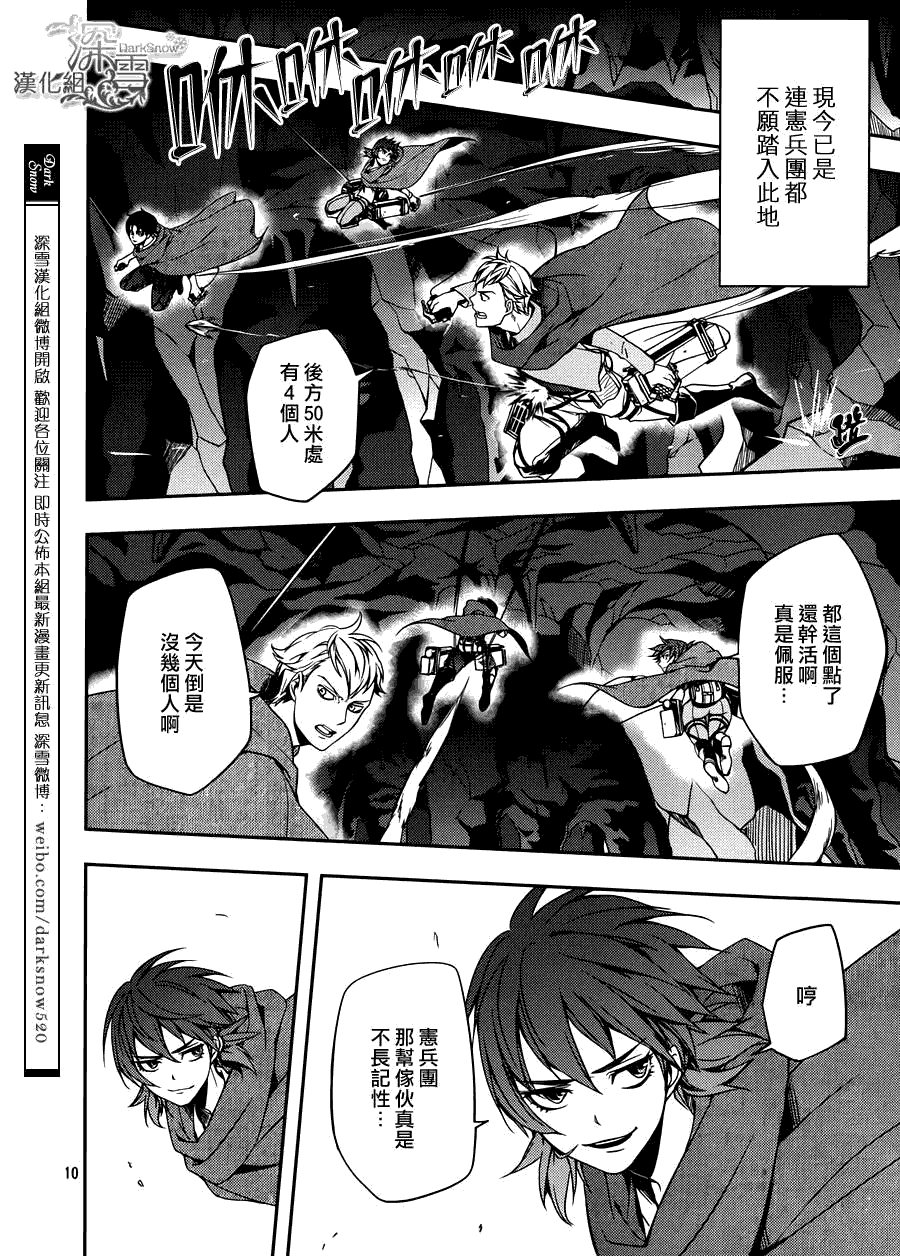 現今已是
連憲兵團都
不願踏入此地
咻
咻
咻
咻
咻
後方50米處
有4個人
都這個點了
還幹活啊
真是佩服…
今天倒是
沒幾個人啊
哼
憲兵團
那幫傢伙真是
不長記性…
深雪
DarkSnow
漢化組
Dark
Snow
深雪漢化組微博開啟 歡迎各位關注 即時公佈本組最新漫畫更新訊息 深雪微博：weibo.com/darksnow520
10